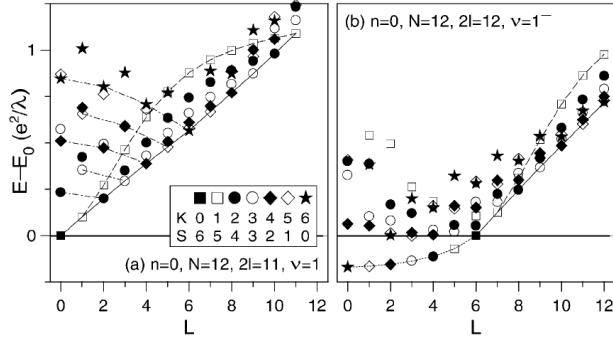 (b) n=0, N=12, 2l=12, ν=1⁻
E−E₀ (e²/λ)
1
0
K 0 1 2 3 4 5 6
S 6 5 4 3 2 1 0
(a) n=0, N=12, 2l=11, ν=1
0 2 4 6 8 10 12
0 2 4 6 8 10 12
L
L